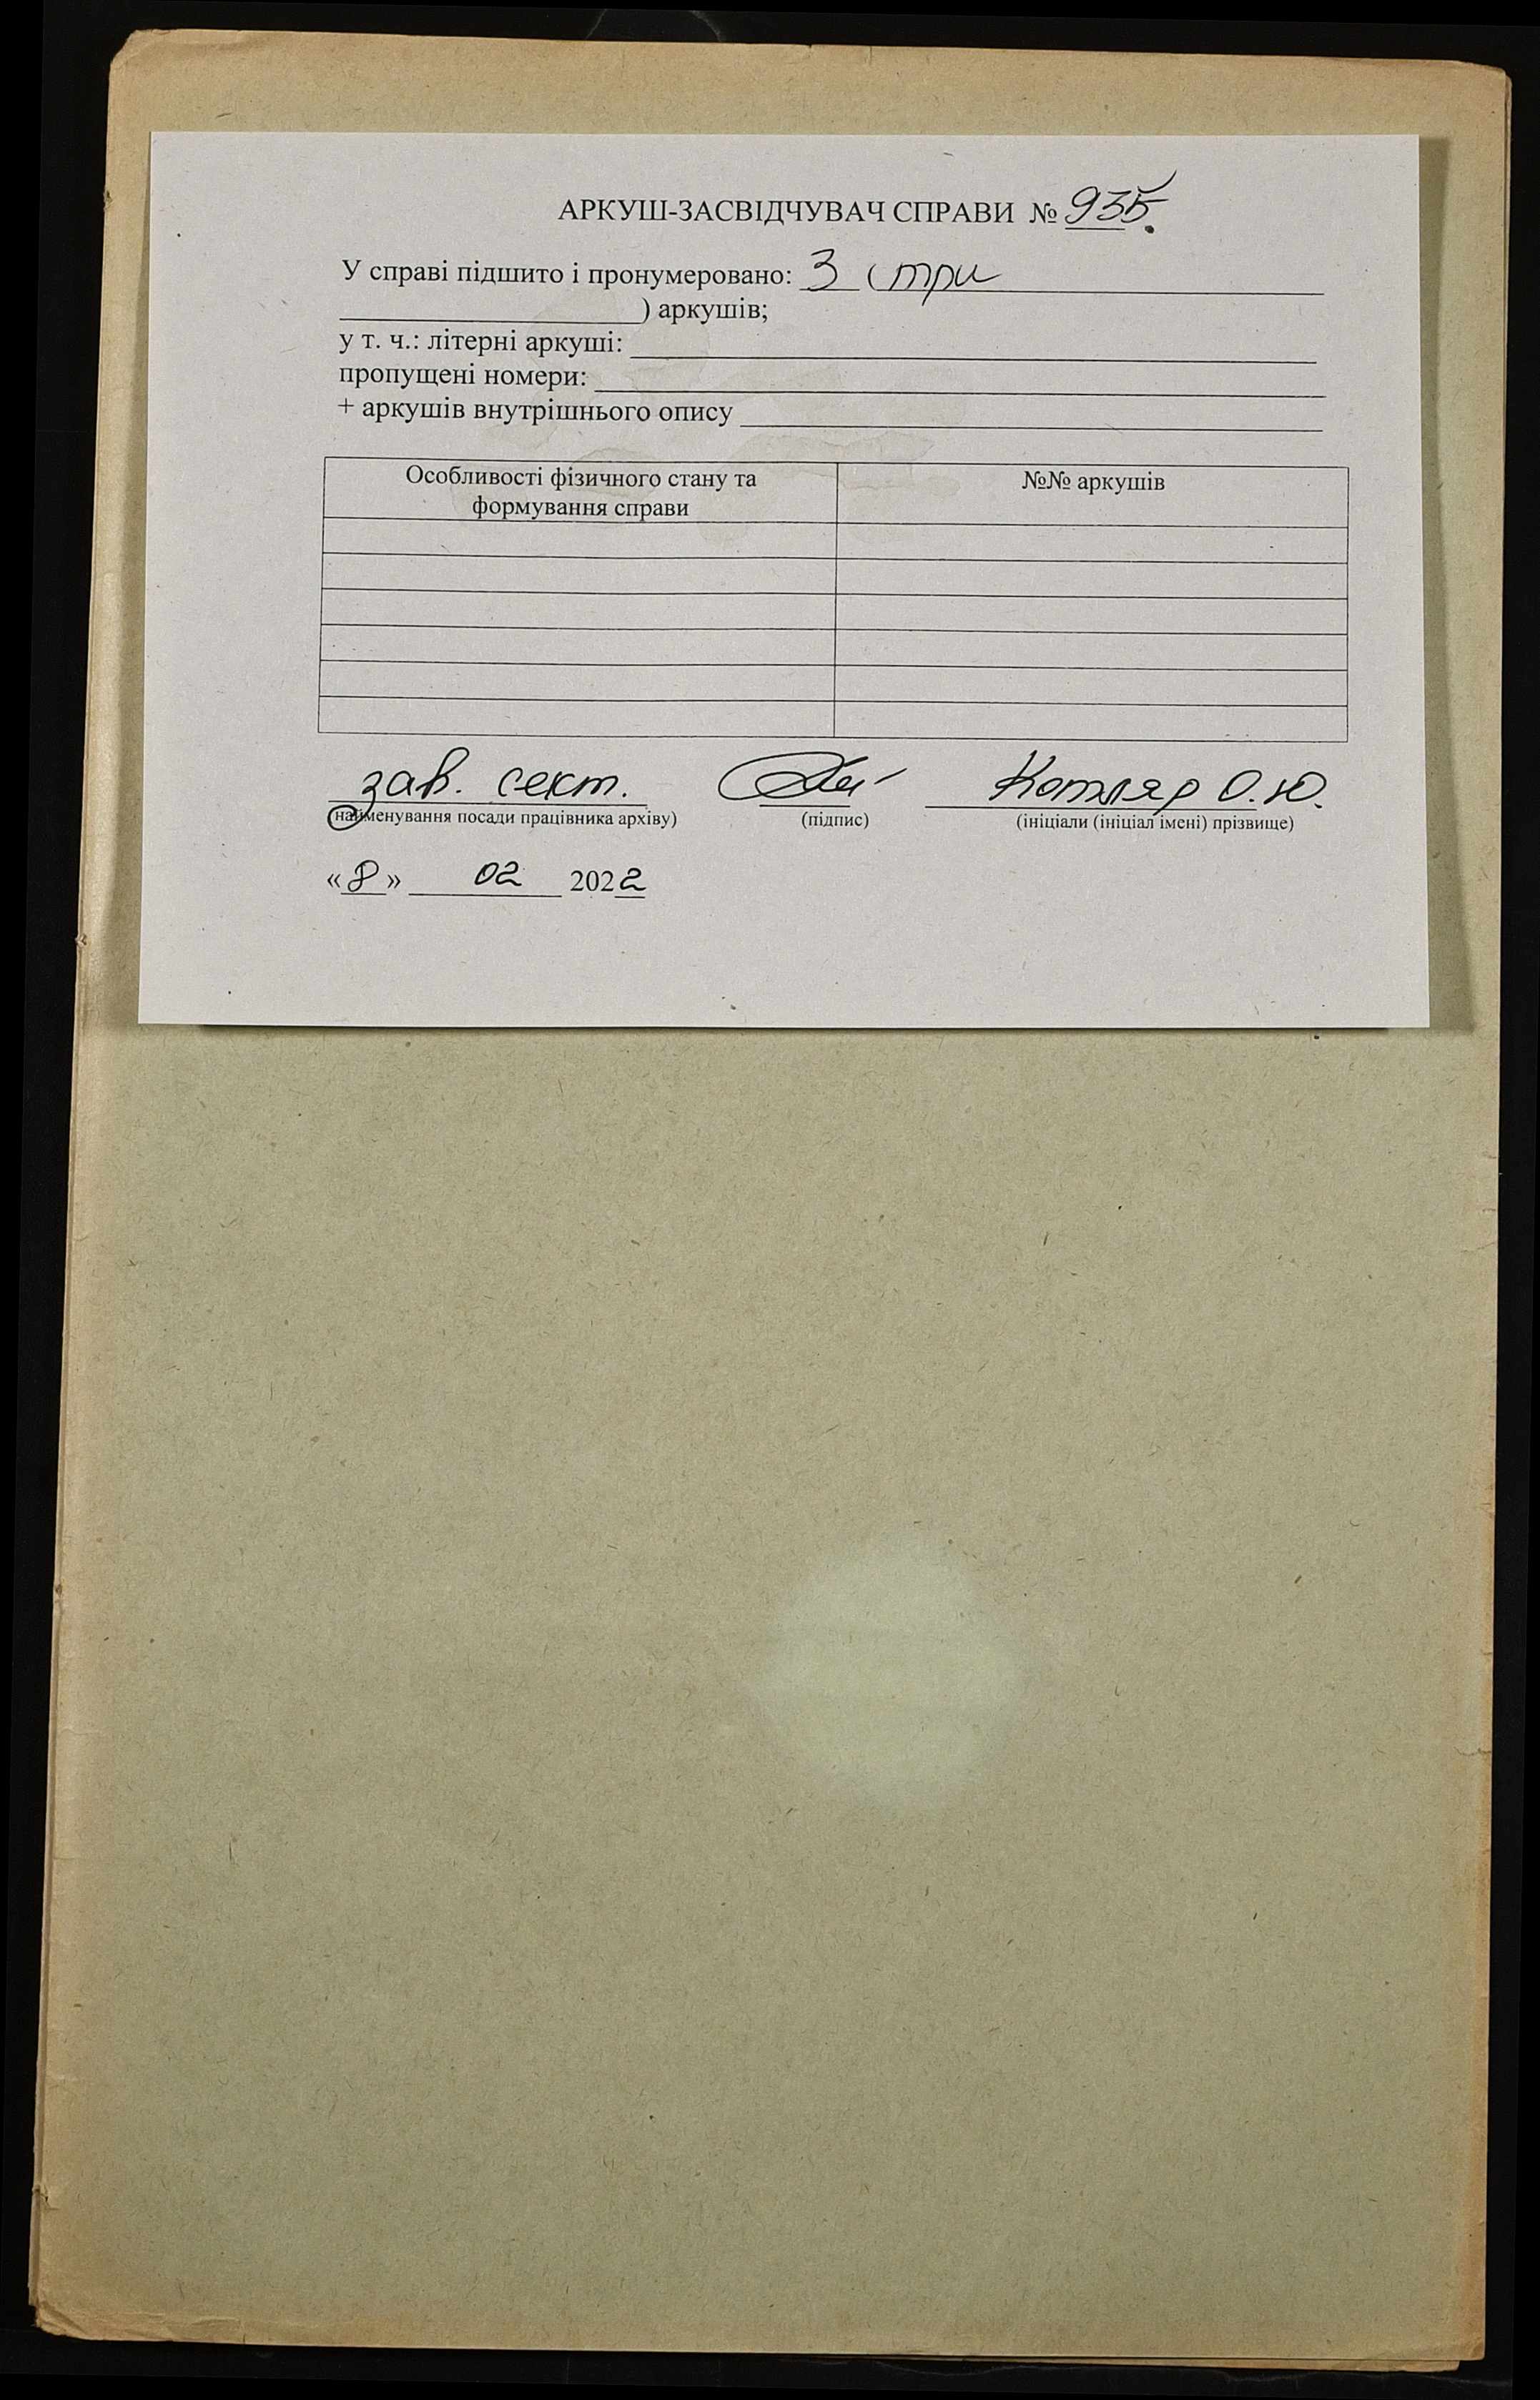 АРКУШ-ЗАСВІДЧУВАЧ СПРАВИ № 935.
У справі підшито і пронумеровано: 3 ( три
) аркушів;
у т. ч.: літерні аркуші:
пропущені номери:
+ аркушів внутрішнього опису
Особливості фізичного стану та формування справи
№№ аркушів
зав. сект. Котляр О.Ю.
(найменування посади працівника архіву) (підпис) (ініціали (ініціал імені) прізвище)
«8» 02 2022